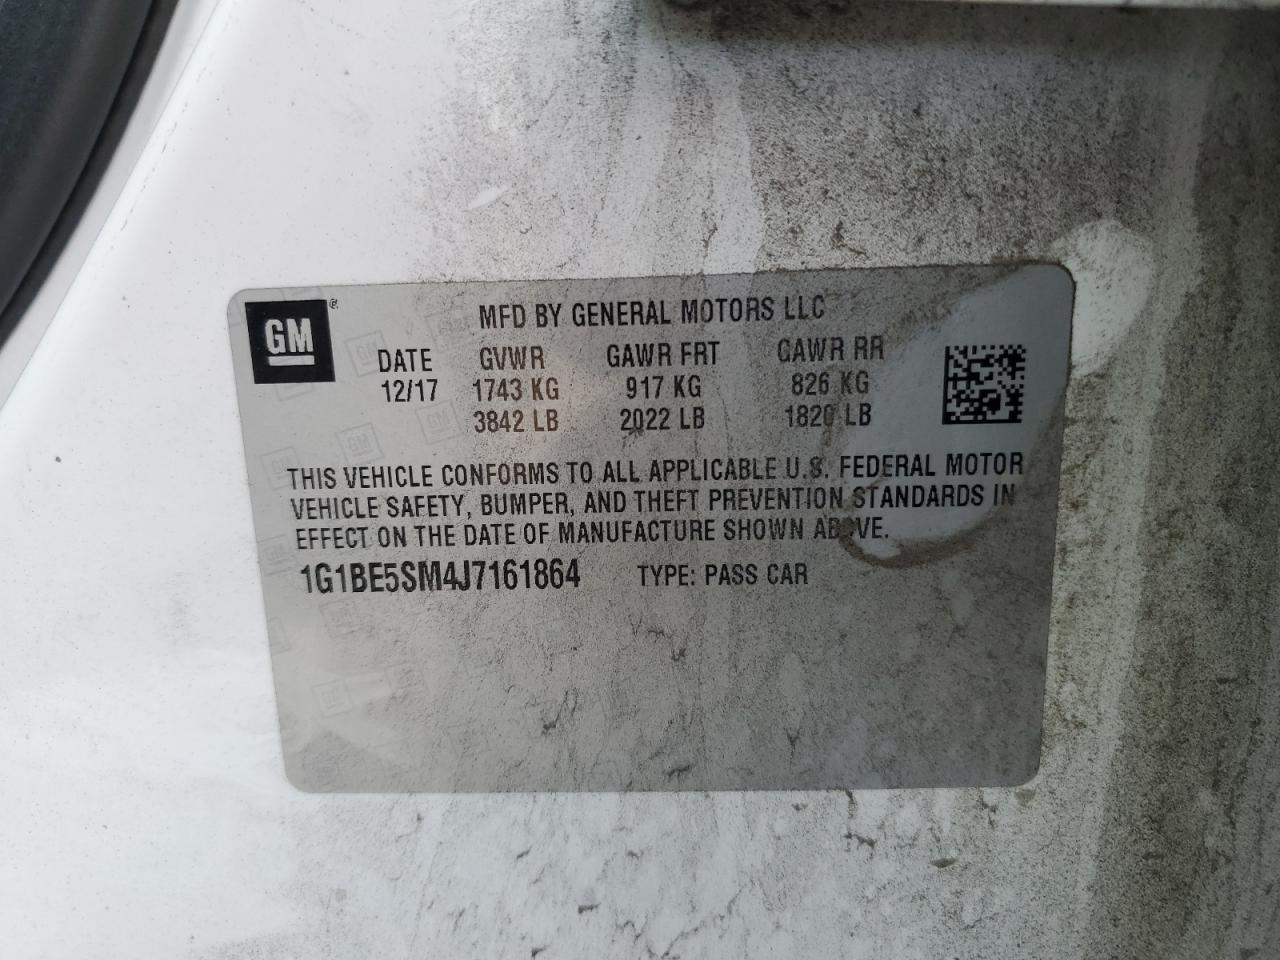 GM ®
MFD BY GENERAL MOTORS LLC
DATE GVWR GAWR FRT GAWR RR
12/17 1743 KG 917 KG 826 KG
3842 LB 2022 LB 1820 LB
THIS VEHICLE CONFORMS TO ALL APPLICABLE U.S. FEDERAL MOTOR
VEHICLE SAFETY, BUMPER, AND THEFT PREVENTION STANDARDS IN
EFFECT ON THE DATE OF MANUFACTURE SHOWN ABOVE.
1G1BE5SM4J7161864 TYPE: PASS CAR